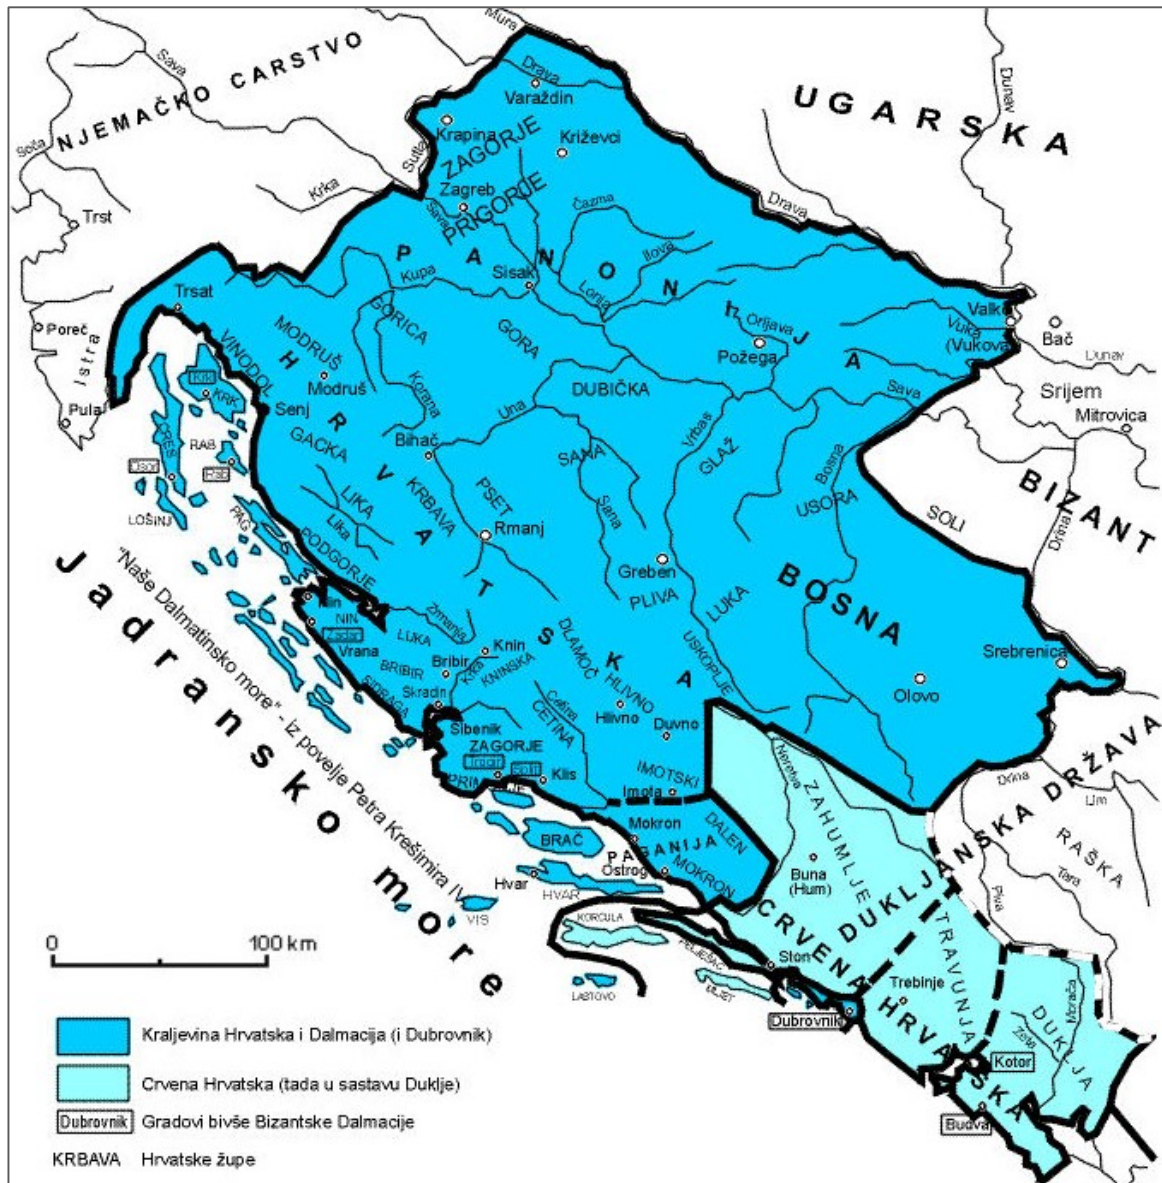 Mura
Sava
NJEMAČKO CARSTVO
Drava
Varaždin
UGARSKA
Dunav
Soča
Krapina
Sutla
ZAGORJE
Križevci
Krka
Zagreb
PRIGORJE
Sava
Čazma
Drava
Trst
Ilova
PANONIJA
Kupa
Sisak
Lonja
Trsat
GORICA
Orljava
Valko
Vuka
(Vukova)
Bač
Dunav
Poreč
Istra
VINODOL
MODRUŠ
GORA
Požega
Modruš
DUBIČKA
Sava
Srijem
Mitrovica
Krk
KRK
Pula
Senj
Korana
Una
Vrbas
GLAŽ
CRES
RAB
GACKA
Bihać
SANA
Bosna
BIZANT
Osor
Rab
LIKA
Lika
KRBAVA
PSET
Sana
USORA
SOLI
Drina
LOŠINJ
PAG
Rmanj
HRVATSKA
PODGORJE
Greben
PLIVA
LUKA
BOSNA
Jadransko more
"Naše Dalmatinsko more" - iz povelje Petra Krešimira IV.
Nin
NIN
Zadar
Vrana
LUKA
Zrmanja
Knin
DLAMOČ
USKOPLJE
Srebrenica
BRIBIR
Bribir
Krka
KNINSKA
HLIVNO
Olovo
SIDRAGA
Skradin
Cetina
CETINA
Hlivno
Duvno
Šibenik
ZAGORJE
Trogir
Split
Klis
PRIMORJE
IMOTSKI
Imota
Neretva
ZAHUMLJE
Drina
Lim
DUKLJANSKA DRŽAVA
BRAČ
Mokron
DALEN
PAGANIJA
Ostrog
MOKRON
Buna
(Hum)
RAŠKA
Tara
Piva
Hvar
HVAR
VIS
CRVENA HRVATSKA
KORČULA
PELJEŠAC
Ston
TRAVUNJA
0
100 km
LASTOVO
MLJET
Trebinje
Dubrovnik
Morača
DUKLJA
Zeta
Kotor
Budva
Kraljevina Hrvatska i Dalmacija (i Dubrovnik)
Crvena Hrvatska (tada u sastavu Duklje)
Dubrovnik Gradovi bivše Bizantske Dalmacije
KRBAVA Hrvatske župe